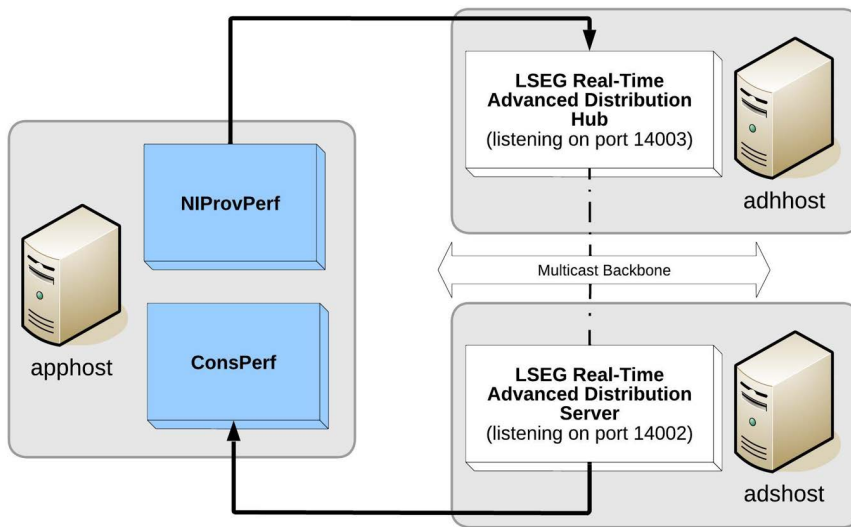 LSEG Real-Time
Advanced Distribution
Hub
(listening on port 14003)
adhhost
NIProvPerf
apphost
ConsPerf
Multicast Backbone
LSEG Real-Time
Advanced Distribution
Server
(listening on port 14002)
adshost